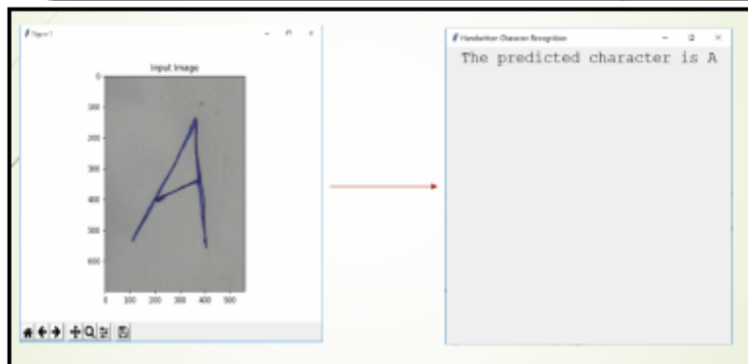 Figure 1
Input Image
0
100
200
300
400
500
600
0 100 200 300 400 500
A
Handwritten Character Recognition
The predicted character is A